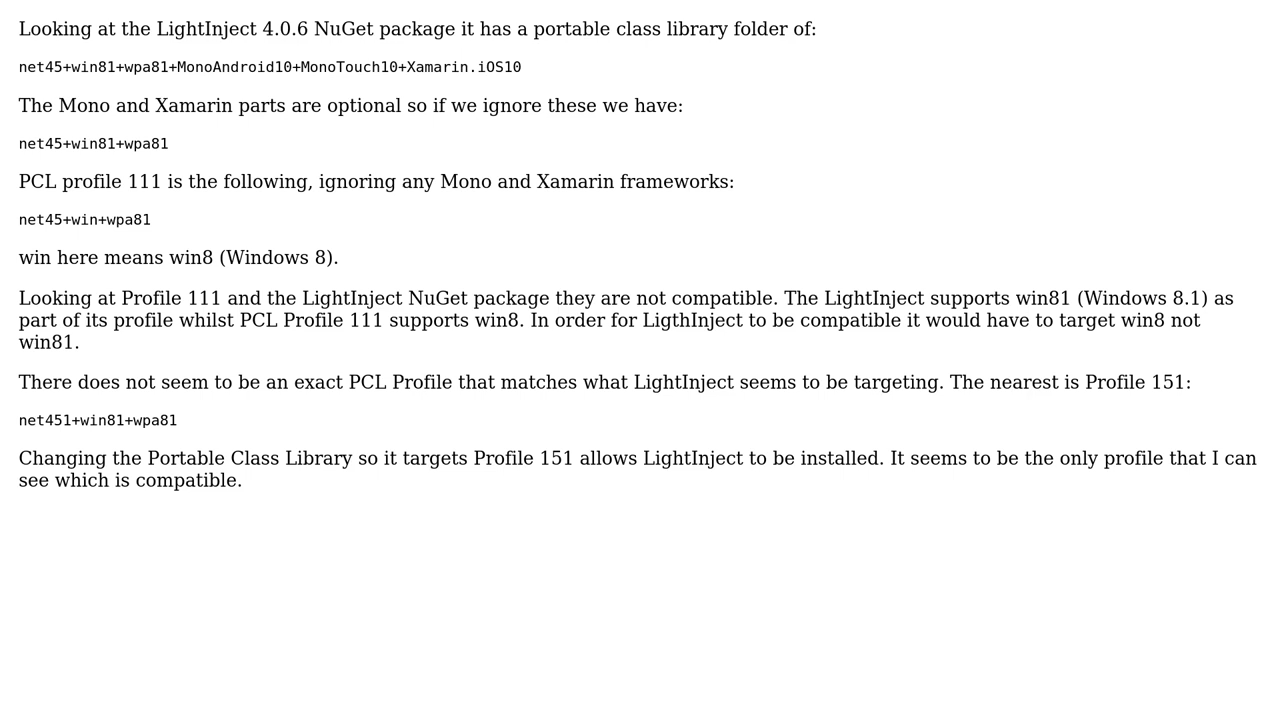 Looking at the LightInject 4.0.6 NuGet package it has a portable class library folder of:
net45+win81+wpa81+MonoAndroid10+MonoTouch10+Xamarin.iOS10
The Mono and Xamarin parts are optional so if we ignore these we have:
net45+win81+wpa81
PCL profile 111 is the following, ignoring any Mono and Xamarin frameworks:
net45+win+wpa81
win here means win8 (Windows 8).
Looking at Profile 111 and the LightInject NuGet package they are not compatible. The LightInject supports win81 (Windows 8.1) as
part of its profile whilst PCL Profile 111 supports win8. In order for LigthInject to be compatible it would have to target win8 not
win81.
There does not seem to be an exact PCL Profile that matches what LightInject seems to be targeting. The nearest is Profile 151:
net451+win81+wpa81
Changing the Portable Class Library so it targets Profile 151 allows LightInject to be installed. It seems to be the only profile that I can
see which is compatible.